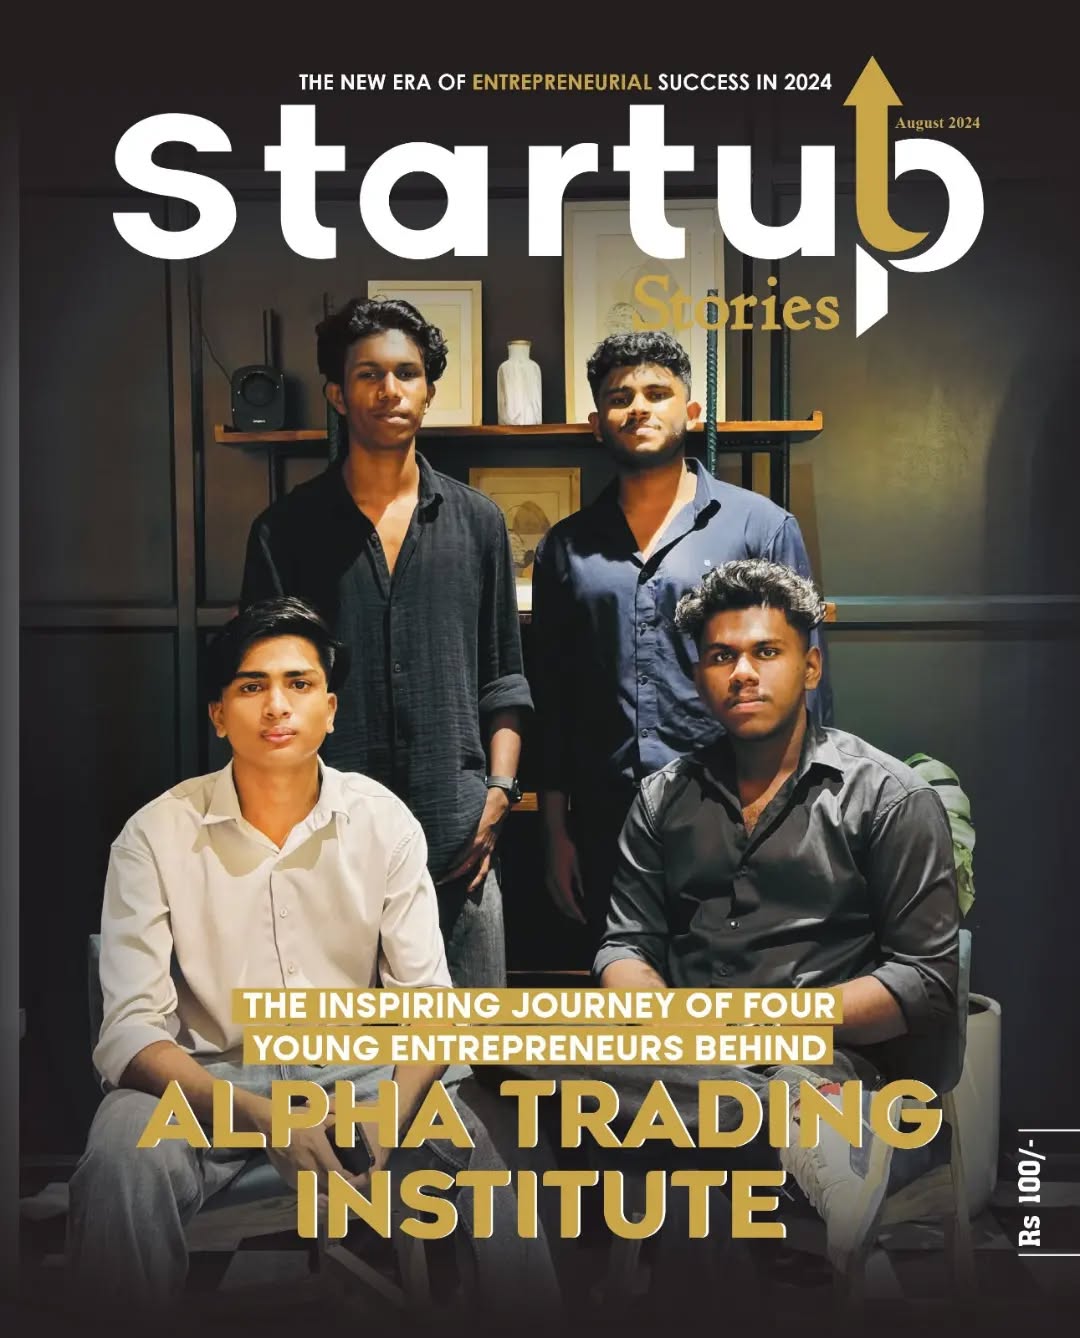 THE NEW ERA OF ENTREPRENEURIAL SUCCESS IN 2024
Startup
August 2024
Stories
THE INSPIRING JOURNEY OF FOUR
YOUNG ENTREPRENEURS BEHIND
ALPHA TRADING
INSTITUTE
Rs 100/-